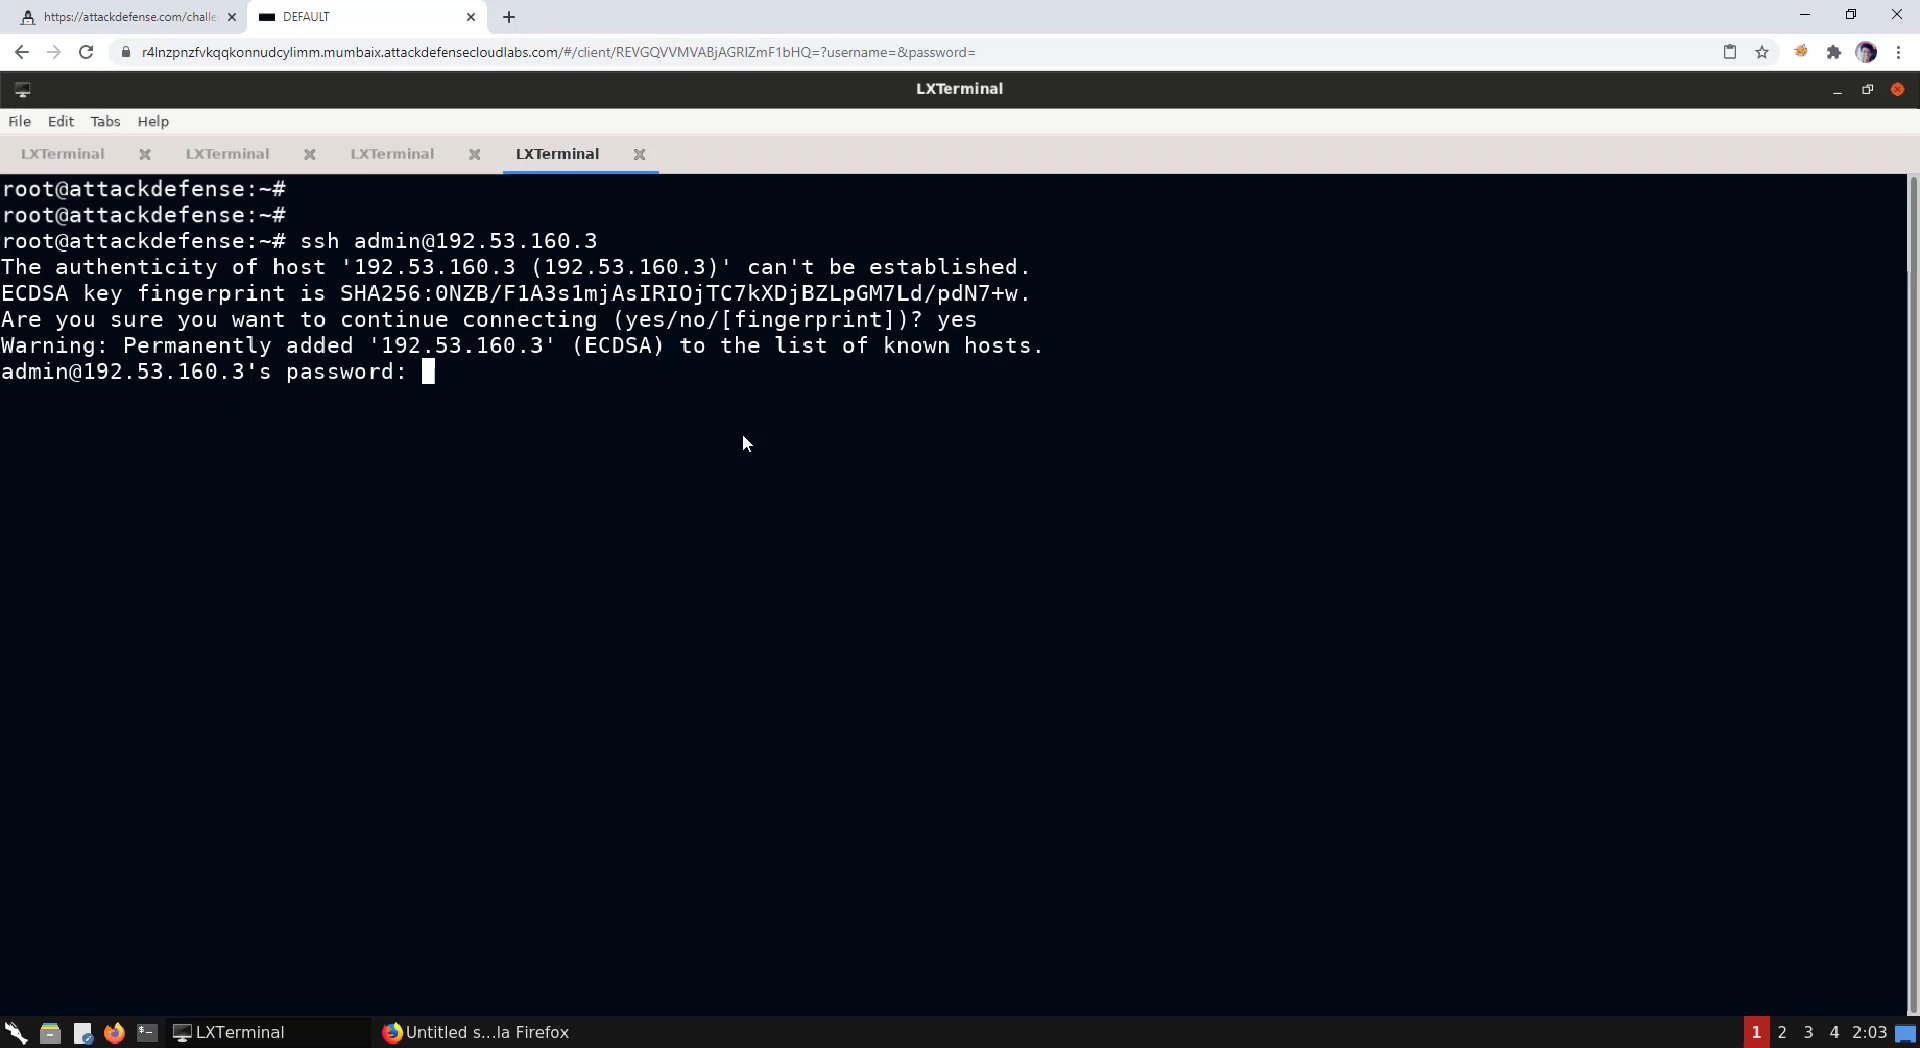 https://attackdefense.com/challe
DEFAULT
r4lnzpnzfvkqqkonnudcylimm.mumbaix.attackdefensecloudlabs.com/#/client/REVGQVVMVABjAGRlZmF1bHQ=?username=&password=
LXTerminal
File Edit Tabs Help
LXTerminal LXTerminal LXTerminal LXTerminal
root@attackdefense:~#
root@attackdefense:~#
root@attackdefense:~# ssh admin@192.53.160.3
The authenticity of host '192.53.160.3 (192.53.160.3)' can't be established.
ECDSA key fingerprint is SHA256:0NZB/F1A3s1mjAsIRIOjTC7kXDjBZLpGM7Ld/pdN7+w.
Are you sure you want to continue connecting (yes/no/[fingerprint])? yes
Warning: Permanently added '192.53.160.3' (ECDSA) to the list of known hosts.
admin@192.53.160.3's password:
LXTerminal Untitled s...la Firefox 1 2 3 4 2:03